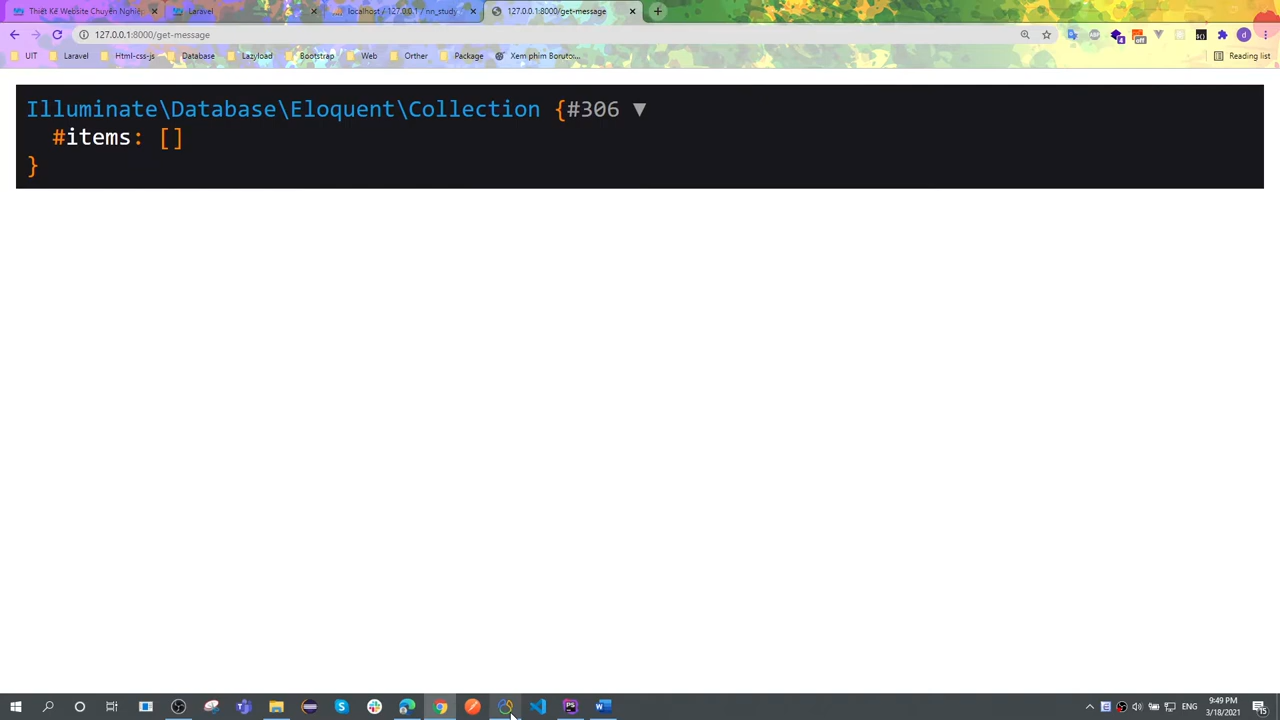 Thiết Kế Website Chuyên Nghiệp
Laravel
localhost / 127.0.0.1 / nn_study
127.0.0.1:8000/get-message
127.0.0.1:8000/get-message
UIT
Laravel
Html-css-js
Database
Lazyload
Bootstrap
Web
Orther
Package
Xem phim Boruto:...
Reading list
Illuminate\Database\Eloquent\Collection {#306 ▼
#items: []
}
ENG
9:49 PM
3/18/2021